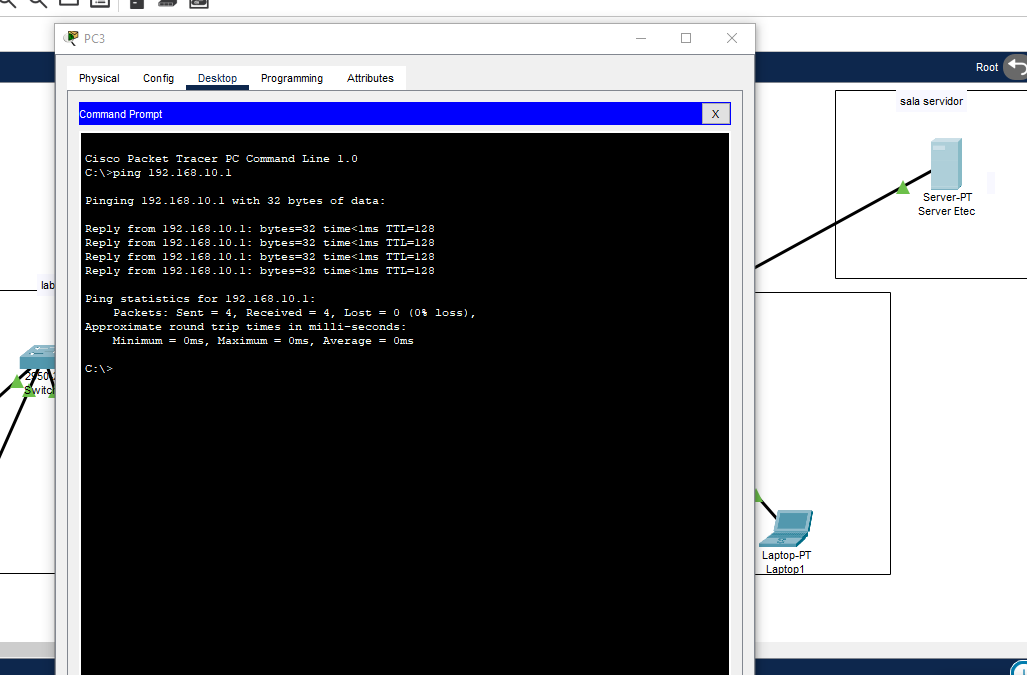 PC3
Physical Config Desktop Programming Attributes
Root
Command Prompt
X
sala servidor
Cisco Packet Tracer PC Command Line 1.0
C:\>ping 192.168.10.1
Pinging 192.168.10.1 with 32 bytes of data:
Reply from 192.168.10.1: bytes=32 time<1ms TTL=128
Reply from 192.168.10.1: bytes=32 time<1ms TTL=128
Reply from 192.168.10.1: bytes=32 time<1ms TTL=128
Reply from 192.168.10.1: bytes=32 time<1ms TTL=128
Ping statistics for 192.168.10.1:
Packets: Sent = 4, Received = 4, Lost = 0 (0% loss),
Approximate round trip times in milli-seconds:
Minimum = 0ms, Maximum = 0ms, Average = 0ms
C:\>
Server-PT
Server Etec
lab
Laptop-PT
Laptop1